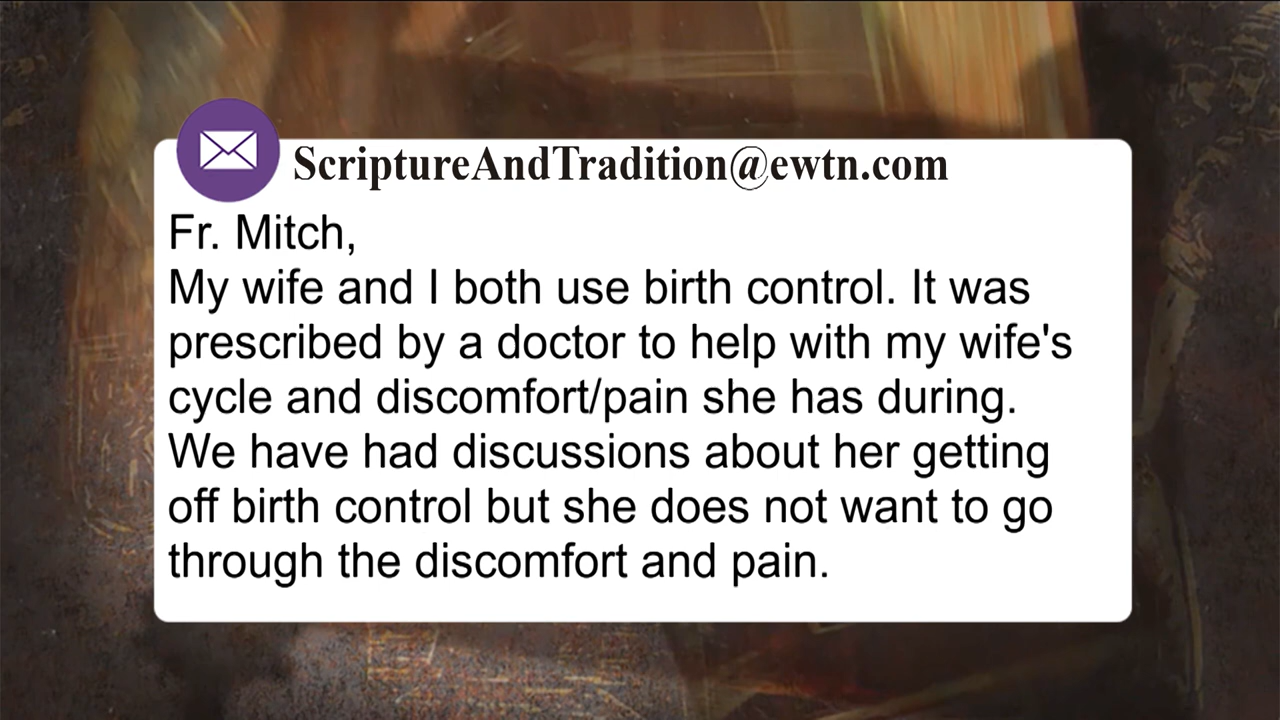 ScriptureAndTradition@ewtn.com
Fr. Mitch,
My wife and I both use birth control. It was
prescribed by a doctor to help with my wife's
cycle and discomfort/pain she has during.
We have had discussions about her getting
off birth control but she does not want to go
through the discomfort and pain.